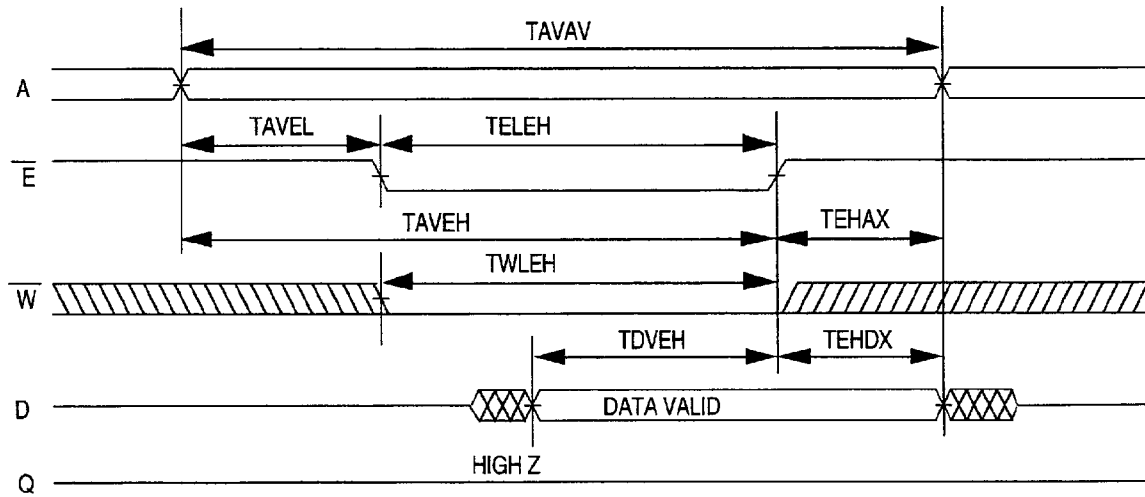 TAVAV
A
TAVEL TELEH
E
TAVEH TEHAX
TWLEH
W
TDVEH TEHDX
D DATA VALID
HIGH Z
Q